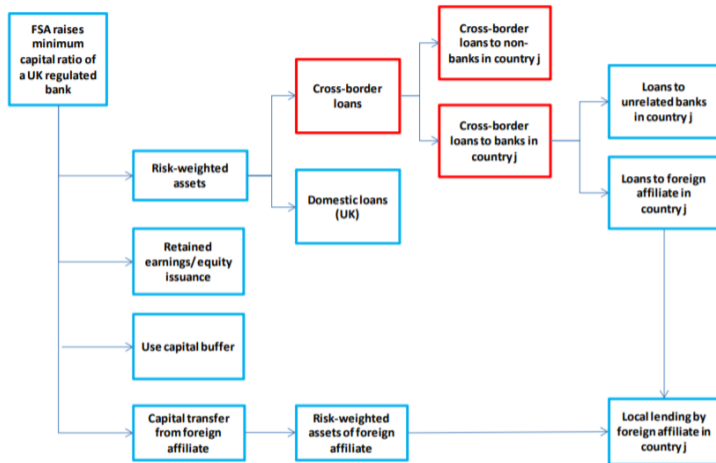 FSA raises
minimum
capital ratio of
a UK regulated
bank
Cross-border
loans to non-
banks in country j
Cross-border
loans
Cross-border
loans to banks in
country j
Loans to
unrelated banks
in country j
Risk-weighted
assets
Domestic loans
(UK)
Loans to foreign
affiliate in
country j
Retained
earnings/ equity
issuance
Use capital buffer
Capital transfer
from foreign
affiliate
Risk-weighted
assets of foreign
affiliate
Local lending by
foreign affiliate in
country j